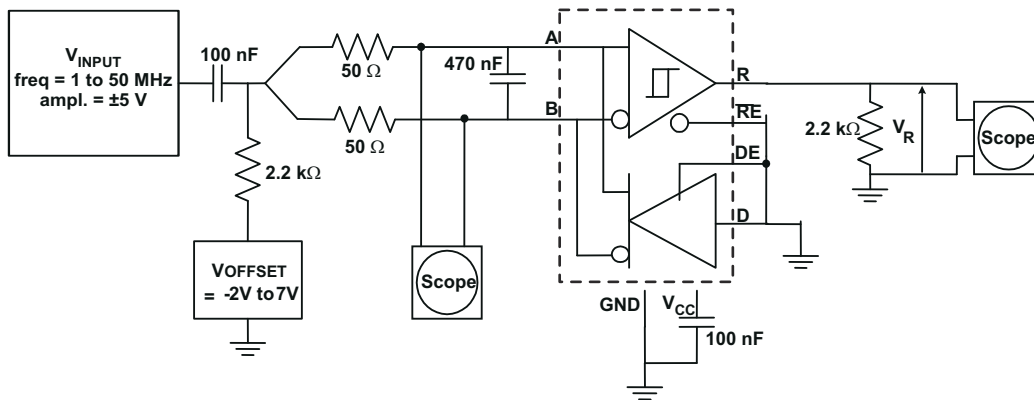 VINPUT
freq = 1 to 50 MHz
ampl. = ±5 V
100 nF
50 Ω
50 Ω
2.2 kΩ
VOFFSET
= -2V to 7V
Scope
470 nF
A
B
R
RE
DE
D
GND
VCC
100 nF
2.2 kΩ
VR
Scope